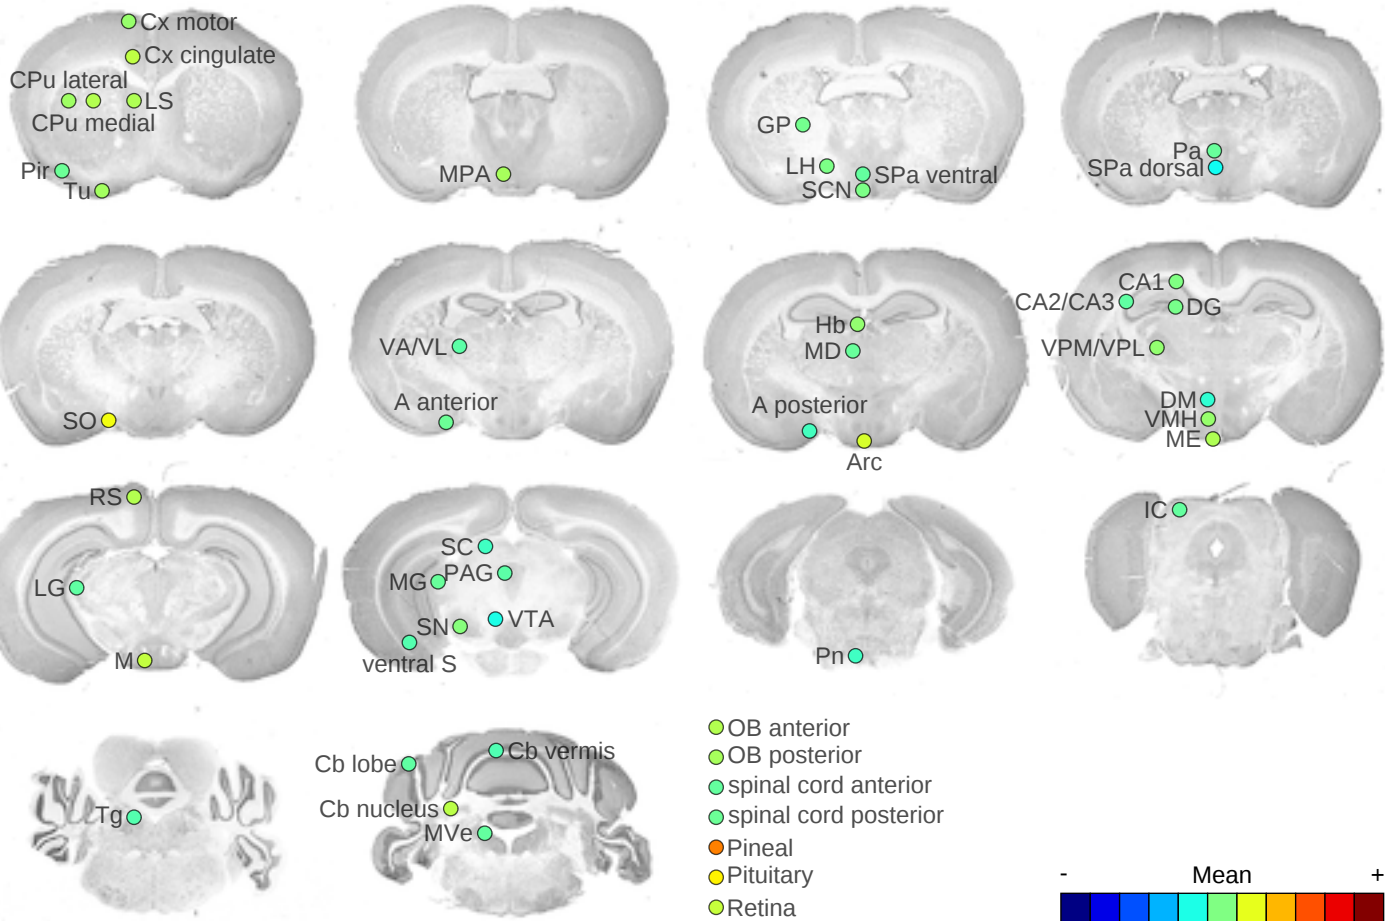 Cx motor
Cx cingulate
CPu lateral
LS
CPu medial
Pir
Tu
MPA
GP
LH
SPa ventral
SCN
Pa
SPa dorsal
SO
VA/VL
A anterior
Hb
MD
A posterior
Arc
CA1
CA2/CA3
DG
VPM/VPL
DM
VMH
ME
RS
LG
M
SC
MG
PAG
SN
VTA
ventral S
Pn
IC
Tg
Cb lobe
Cb vermis
Cb nucleus
MVe
OB anterior
OB posterior
spinal cord anterior
spinal cord posterior
Pineal
Pituitary
Retina
- Mean +